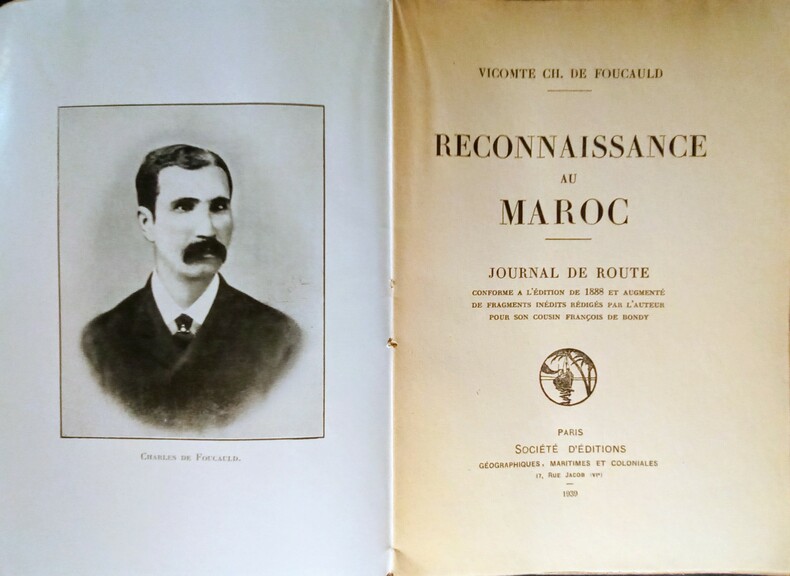 CHARLES DE FOUCAULD.
VICOMTE CH. DE FOUCAULD
RECONNAISSANCE
AU
MAROC
JOURNAL DE ROUTE
CONFORME A L'ÉDITION DE 1888 ET AUGMENTÉ
DE FRAGMENTS INÉDITS RÉDIGÉS PAR L'AUTEUR
POUR SON COUSIN FRANÇOIS DE BONDY
PARIS
SOCIÉTÉ D'ÉDITIONS
GÉOGRAPHIQUES, MARITIMES ET COLONIALES
17, RUE JACOB (VIe)
1939